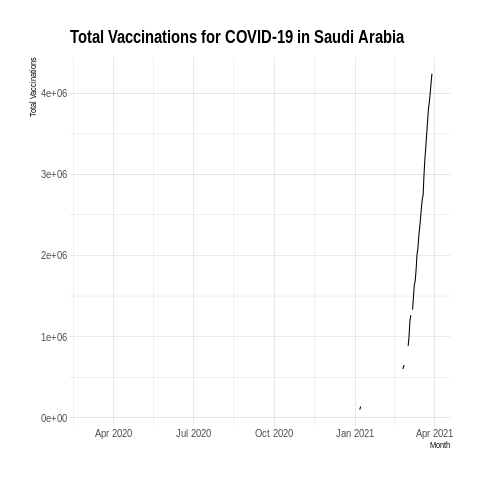 Total Vaccinations for COVID-19 in Saudi Arabia
Total Vaccinations
4e+06
3e+06
2e+06
1e+06
0e+00
Apr 2020 Jul 2020 Oct 2020 Jan 2021 Apr 2021
Month